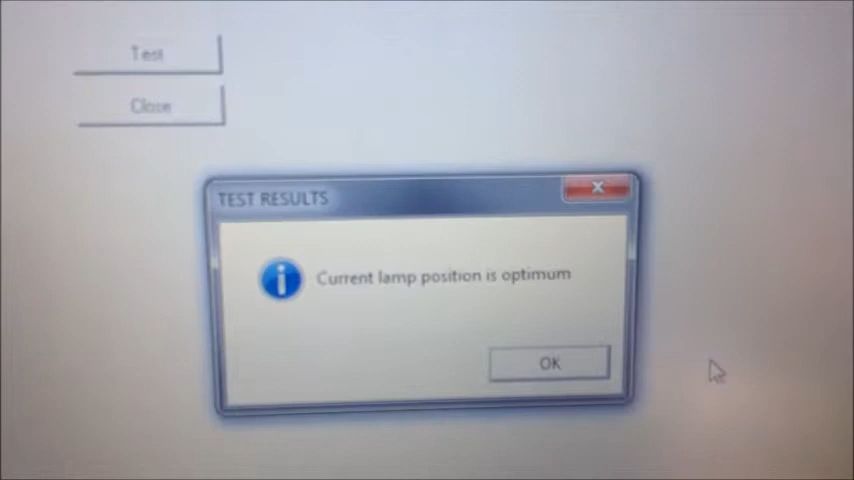 Test
Close
TEST RESULTS
Current lamp position is optimum
OK